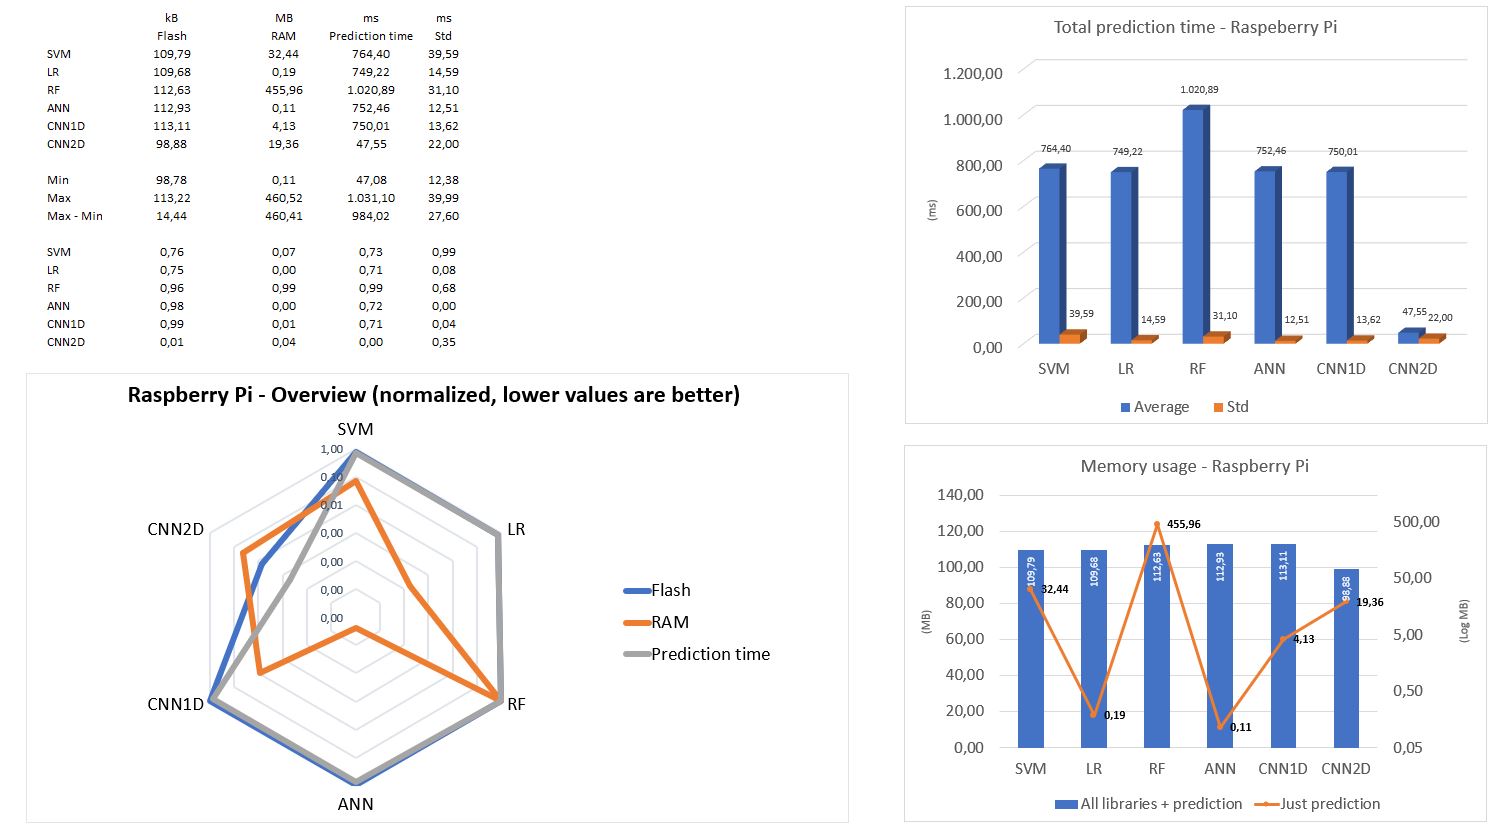 kB MB ms ms
Flash RAM Prediction time Std
SVM 109,79 32,44 764,40 39,59
LR 109,68 0,19 749,22 14,59
RF 112,63 455,96 1.020,89 31,10
ANN 112,93 0,11 752,46 12,51
CNN1D 113,11 4,13 750,01 13,62
CNN2D 98,88 19,36 47,55 22,00
Min 98,78 0,11 47,08 12,38
Max 113,22 460,52 1.031,10 39,99
Max - Min 14,44 460,41 984,02 27,60
SVM 0,76 0,07 0,73 0,99
LR 0,75 0,00 0,71 0,08
RF 0,96 0,99 0,99 0,68
ANN 0,98 0,00 0,72 0,00
CNN1D 0,99 0,01 0,71 0,04
CNN2D 0,01 0,04 0,00 0,35
Raspberry Pi - Overview (normalized, lower values are better)
SVM
1,00
0,10
0,01
0,00
0,00
0,00
0,00
CNN2D
LR
CNN1D
RF
ANN
Flash
RAM
Prediction time
Total prediction time - Raspeberry Pi
1.200,00
1.000,00
800,00
600,00
400,00
200,00
0,00
(ms)
764,40 749,22 1.020,89 752,46 750,01 47,55
39,59 14,59 31,10 12,51 13,62 22,00
SVM LR RF ANN CNN1D CNN2D
Average Std
Memory usage - Raspberry Pi
140,00
120,00
100,00
80,00
60,00
40,00
20,00
0,00
(MB)
109,79 109,68 112,63 112,93 113,11 98,88
32,44 0,19 455,96 0,11 4,13 19,36
500,00
50,00
5,00
0,50
0,05
(Log MB)
SVM LR RF ANN CNN1D CNN2D
All libraries + prediction Just prediction